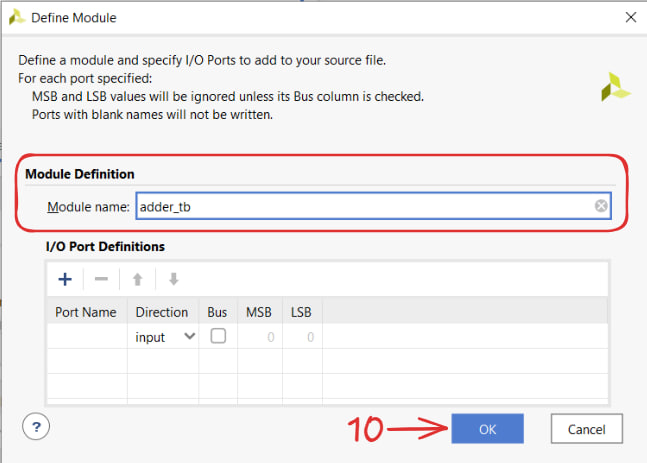 Define Module
Define a module and specify I/O Ports to add to your source file.
For each port specified:
MSB and LSB values will be ignored unless its Bus column is checked.
Ports with blank names will not be written.
Module Definition
Module name: adder_tb
I/O Port Definitions
Port Name Direction Bus MSB LSB
input 0 0
? 10 OK Cancel